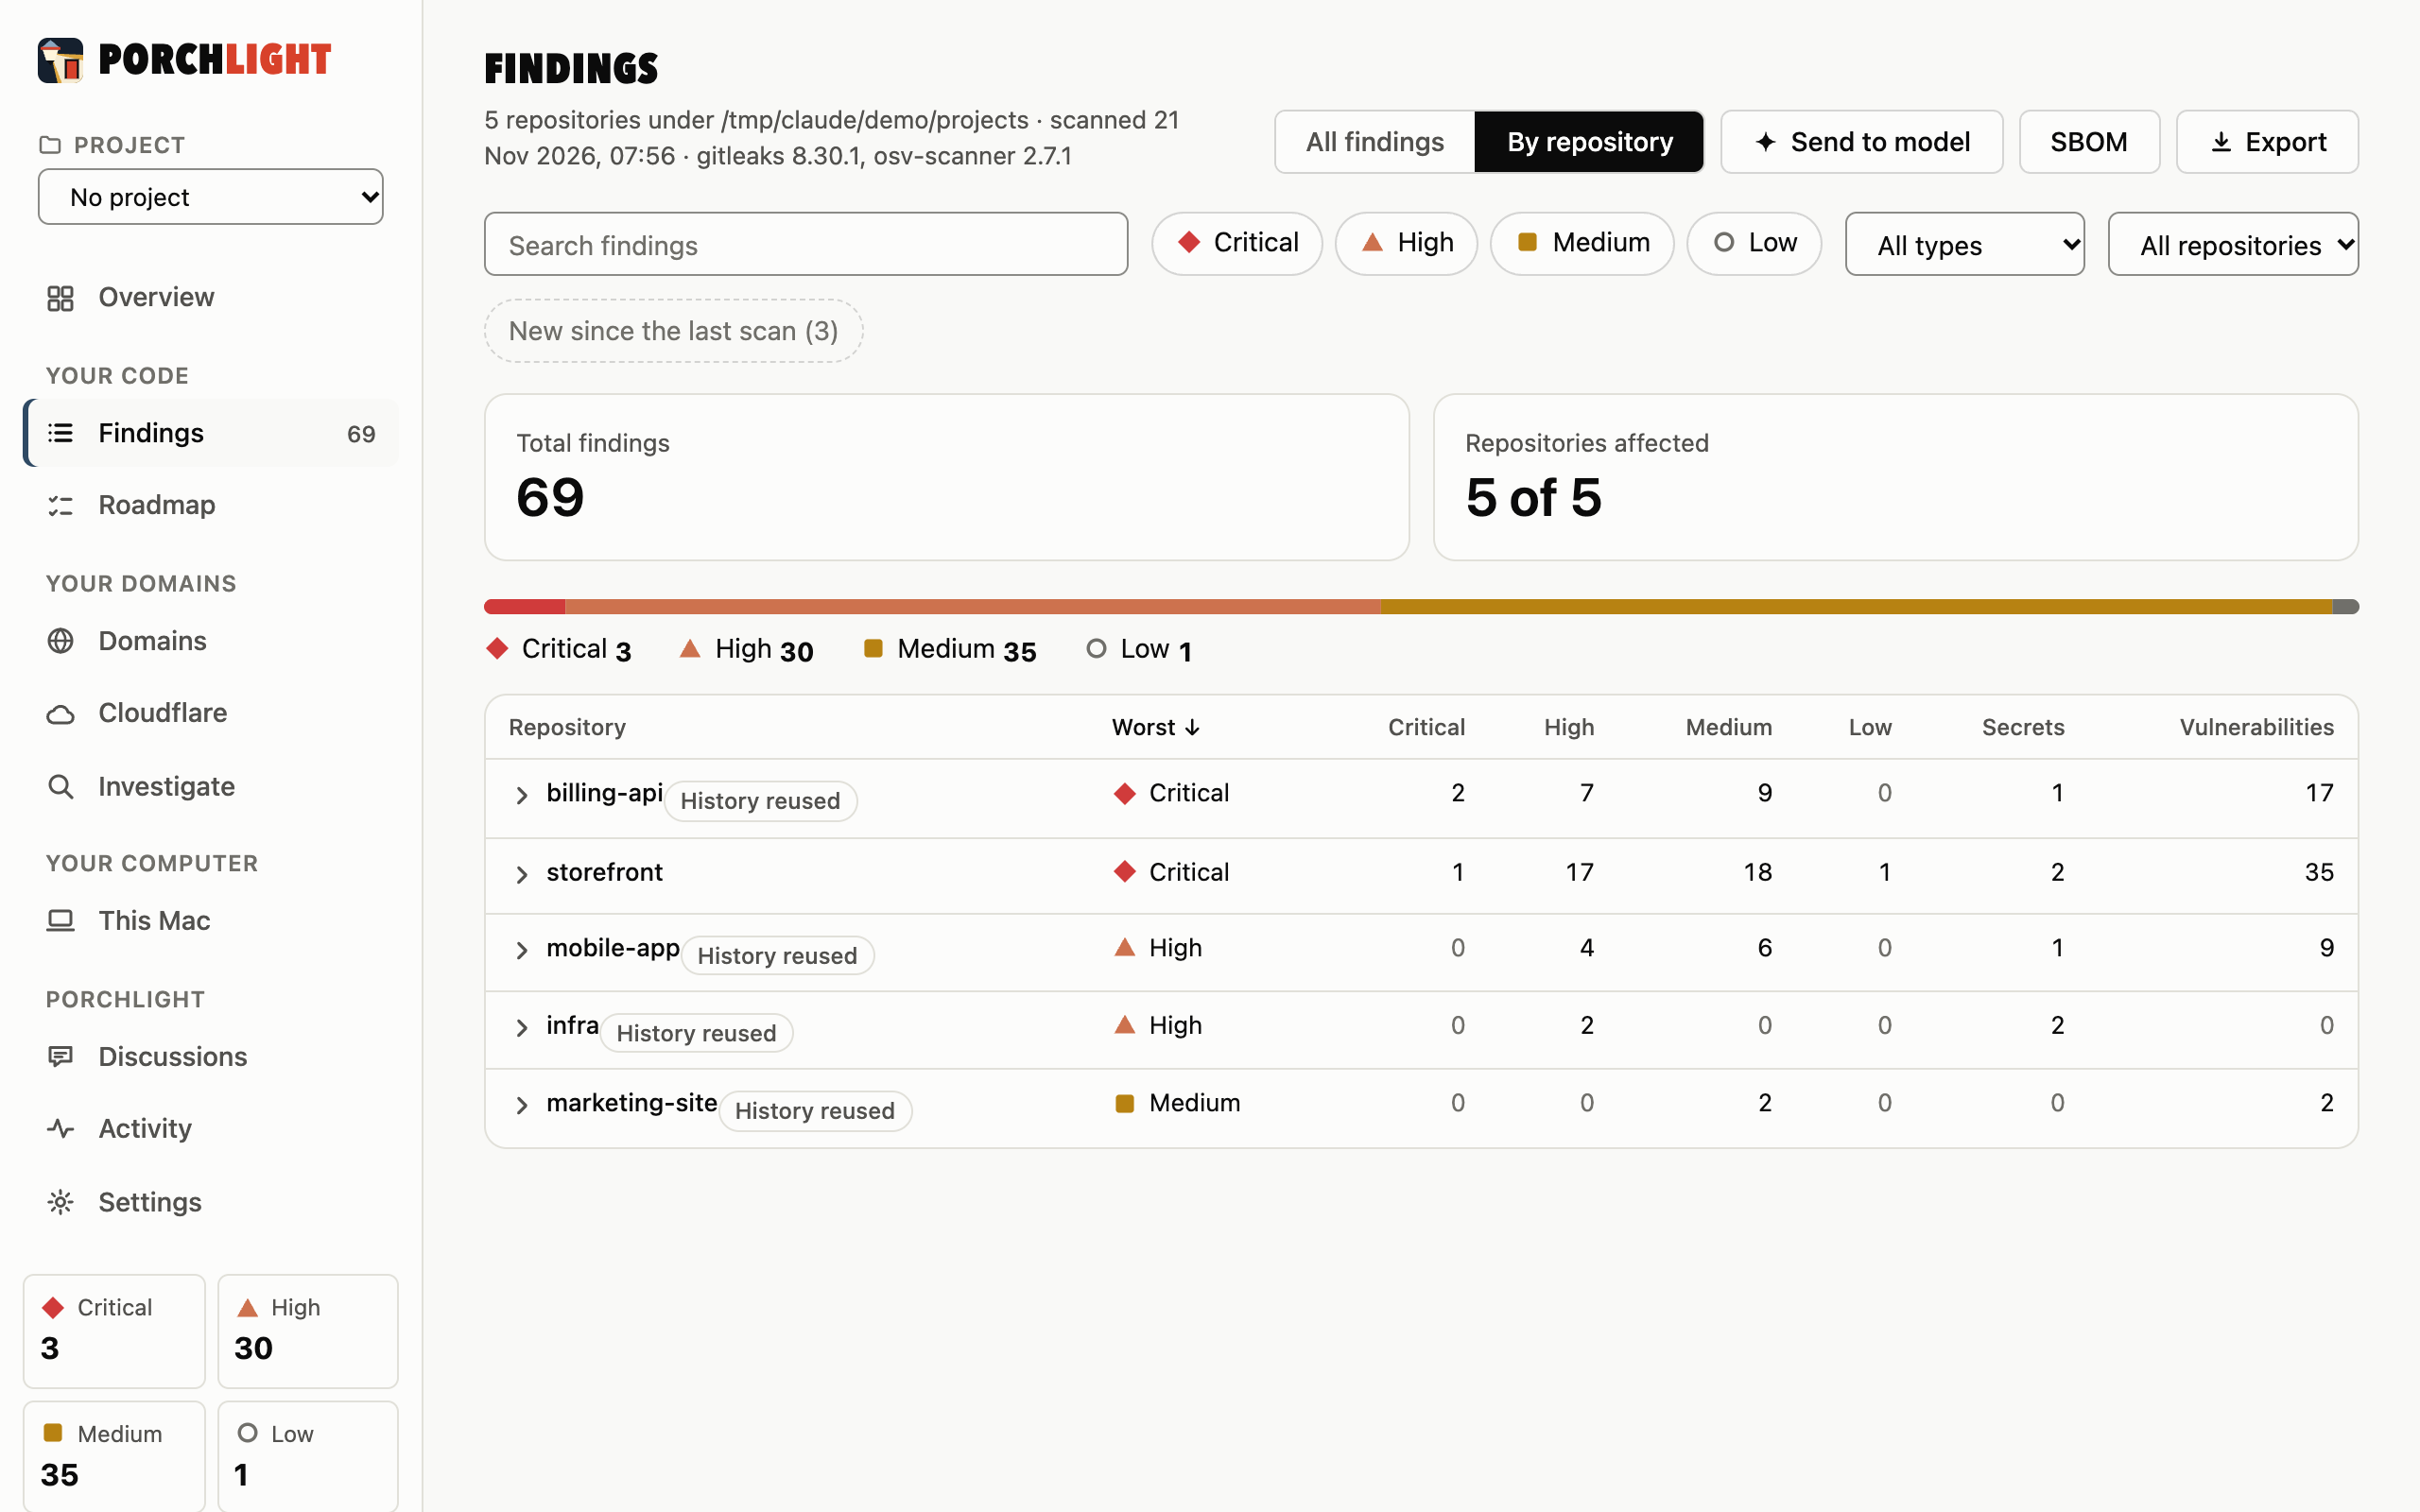 PORCHLIGHT
PROJECT
No project
Overview
YOUR CODE
Findings 69
Roadmap
YOUR DOMAINS
Domains
Cloudflare
Investigate
YOUR COMPUTER
This Mac
PORCHLIGHT
Discussions
Activity
Settings
Critical
3
High
30
Medium
35
Low
1
FINDINGS
5 repositories under /tmp/claude/demo/projects · scanned 21
Nov 2026, 07:56 · gitleaks 8.30.1, osv-scanner 2.7.1
All findings By repository Send to model SBOM Export
Search findings Critical High Medium Low All types All repositories
New since the last scan (3)
Total findings
69
Repositories affected
5 of 5
Critical 3 High 30 Medium 35 Low 1
Repository Worst ↓ Critical High Medium Low Secrets Vulnerabilities
billing-api History reused Critical 2 7 9 0 1 17
storefront Critical 1 17 18 1 2 35
mobile-app History reused High 0 4 6 0 1 9
infra History reused High 0 2 0 0 2 0
marketing-site History reused Medium 0 0 2 0 0 2